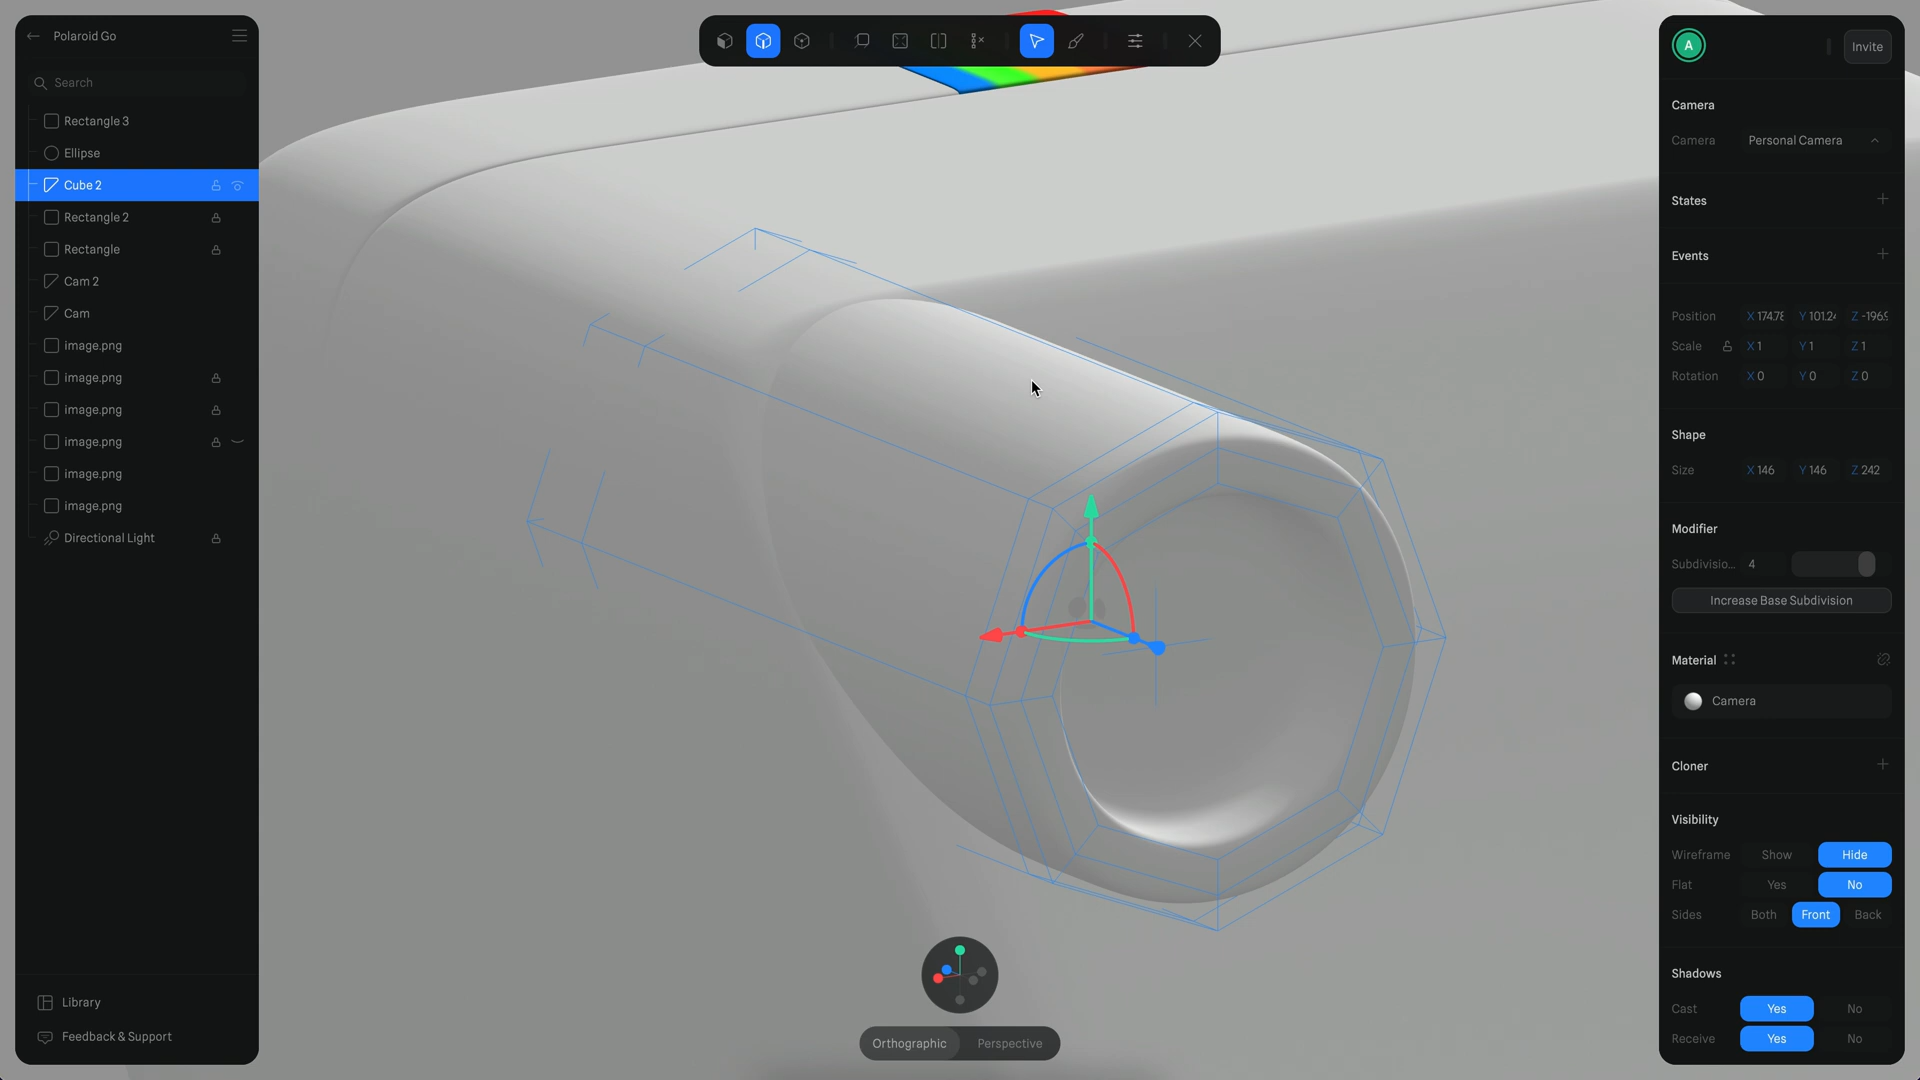 Polaroid Go
Search
Rectangle 3
Ellipse
Cube 2
Rectangle 2
Rectangle
Cam 2
Cam
image.png
image.png
image.png
image.png
image.png
image.png
Directional Light
Library
Feedback & Support
Orthographic Perspective
A Invite
Camera
Camera Personal Camera
States
Events
Position X 174.78 Y 101.24 Z -196.9
Scale X 1 Y 1 Z 1
Rotation X 0 Y 0 Z 0
Shape
Size X 146 Y 146 Z 242
Modifier
Subdivisio... 4
Increase Base Subdivision
Material
Camera
Cloner
Visibility
Wireframe Show Hide
Flat Yes No
Sides Both Front Back
Shadows
Cast Yes No
Receive Yes No